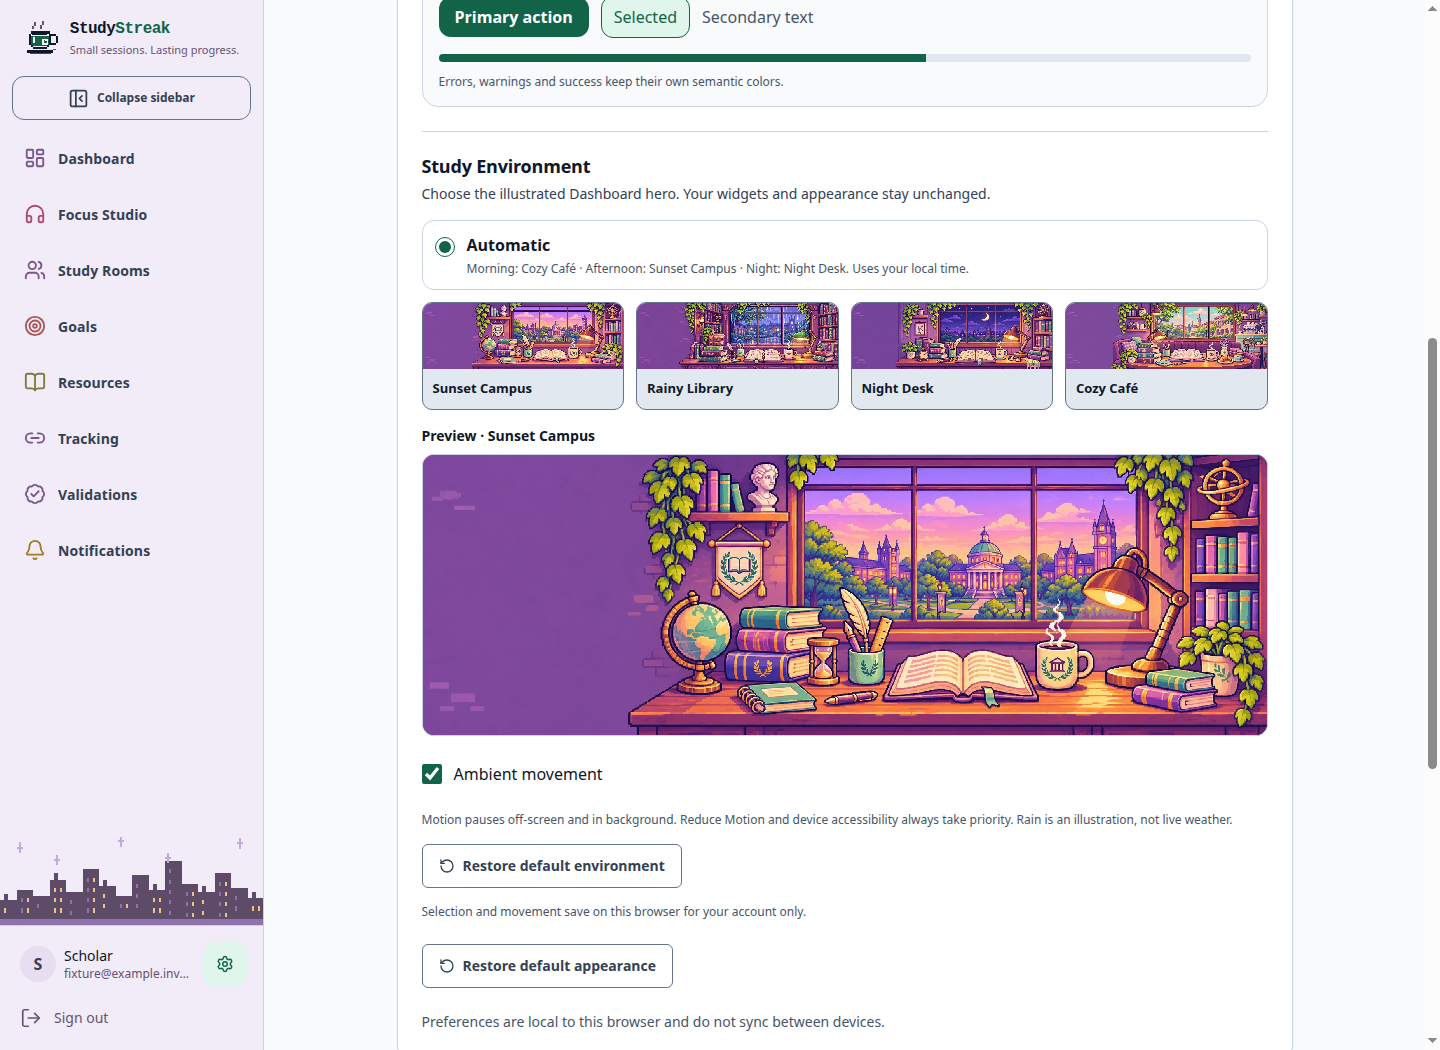 StudyStreak
Small sessions. Lasting progress.
Collapse sidebar
Dashboard
Focus Studio
Study Rooms
Goals
Resources
Tracking
Validations
Notifications
S
Scholar
fixture@example.inv...
Sign out
Primary action
Selected
Secondary text
Errors, warnings and success keep their own semantic colors.
Study Environment
Choose the illustrated Dashboard hero. Your widgets and appearance stay unchanged.
Automatic
Morning: Cozy Café · Afternoon: Sunset Campus · Night: Night Desk. Uses your local time.
Sunset Campus
Rainy Library
Night Desk
Cozy Café
Preview · Sunset Campus
Ambient movement
Motion pauses off-screen and in background. Reduce Motion and device accessibility always take priority. Rain is an illustration, not live weather.
Restore default environment
Selection and movement save on this browser for your account only.
Restore default appearance
Preferences are local to this browser and do not sync between devices.